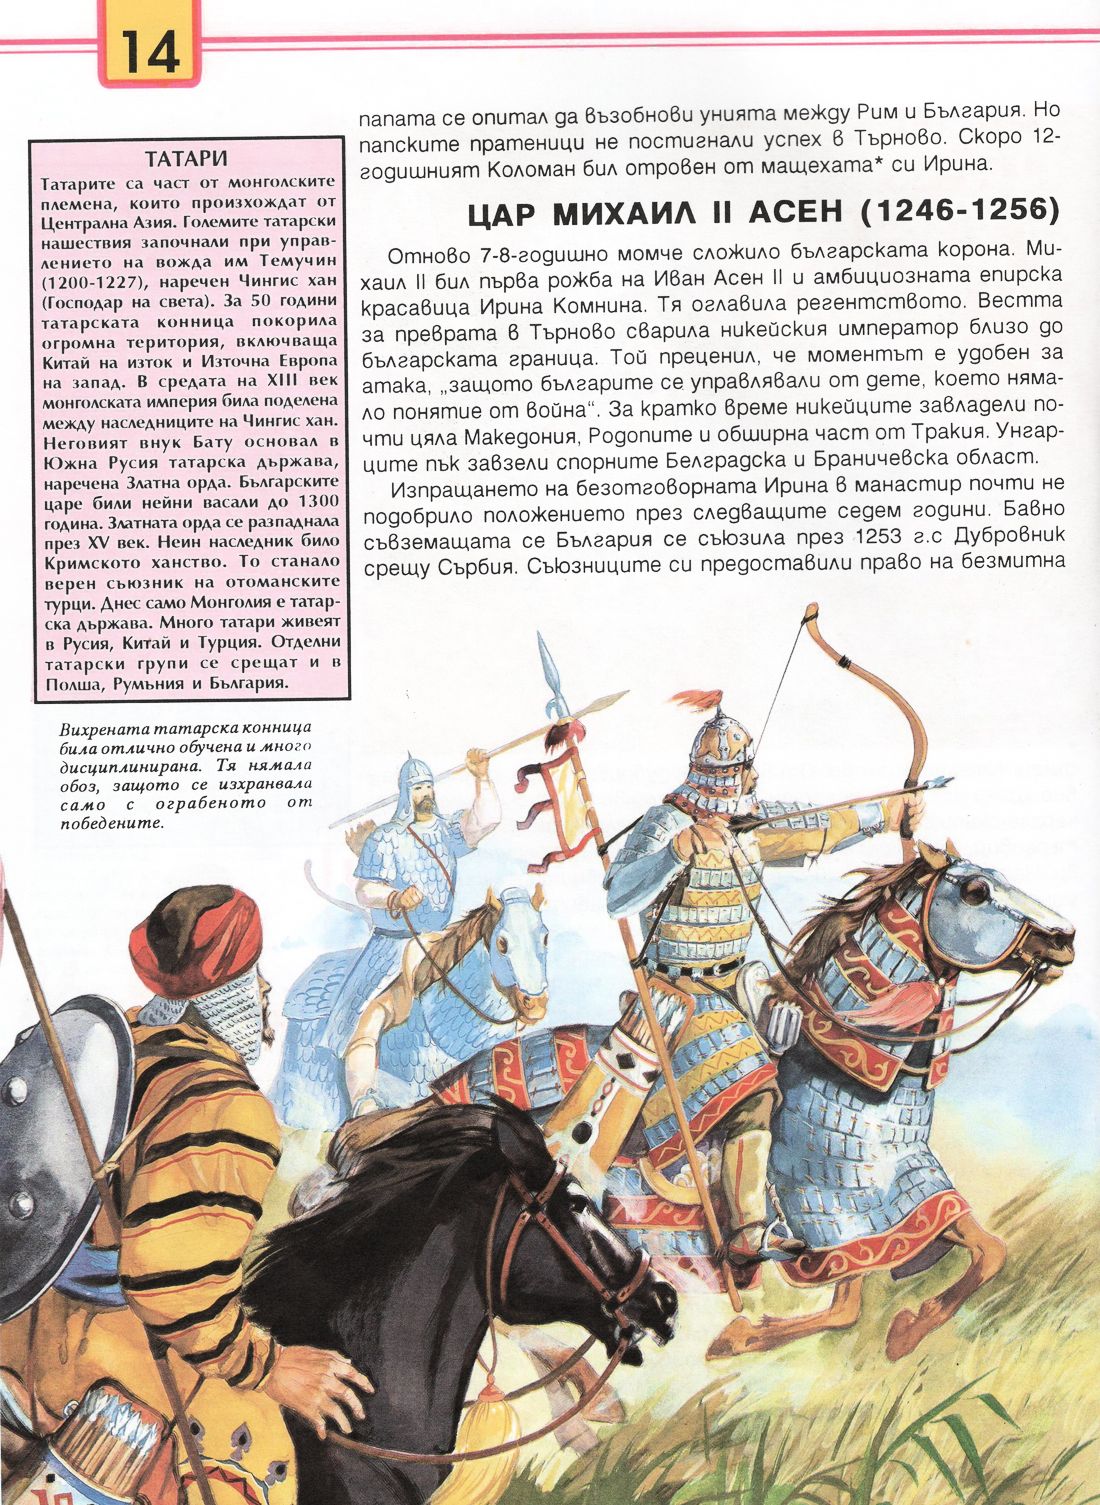 14
папата се опитал да възобнови унията между Рим и България. Но
папските пратеници не постигнали успех в Търново. Скоро 12-
годишният Коломан бил отровен от мащехата* си Ирина.
ЦАР МИХАИЛ II АСЕН (1246-1256)
Отново 7-8-годишно момче сложило българската корона. Ми-
хаил II бил първа рожба на Иван Асен II и амбициозната епирска
красавица Ирина Комнина. Тя оглавила регентството. Вестта
за преврата в Търново сварила никейския император близо до
българската граница. Той преценил, че моментът е удобен за
атака, „защото българите се управлявали от дете, което няма-
ло понятие от война“. За кратко време никейците завладели по-
чти цяла Македония, Родопите и обширна част от Тракия. Унгар-
ците пък завзели спорните Белградска и Браничевска област.
Изпращането на безотговорната Ирина в манастир почти не
подобрило положението през следващите седем години. Бавно
съвземащата се България се съюзила през 1253 г.с Дубровник
срещу Сърбия. Съюзниците си предоставили право на безмитна
ТАТАРИ
Татарите са част от монголските
племена, които произхождат от
Централна Азия. Големите татарски
нашествия започнали при управ-
лението на вожда им Темучин
(1200-1227), наречен Чингис хан
(Господар на света). За 50 години
татарската конница покорила
огромна територия, включваща
Китай на изток и Източна Европа
на запад. В средата на XIII век
монголската империя била поделена
между наследниците на Чингис хан.
Неговият внук Бату основал в
Южна Русия татарска държава,
наречена Златна орда. Българските
царе били нейни васали до 1300
година. Златната орда се разпаднала
през XV век. Неин наследник било
Кримското ханство. То станало
верен съюзник на отоманските
турци. Днес само Монголия е татар-
ска държава. Много татари живеят
в Русия, Китай и Турция. Отделни
татарски групи се срещат и в
Полша, Румъния и България.
Вихрената татарска конница
била отлично обучена и много
дисциплинирана. Тя нямала
обоз, защото се изхранвала
само с ограбеното от
победените.